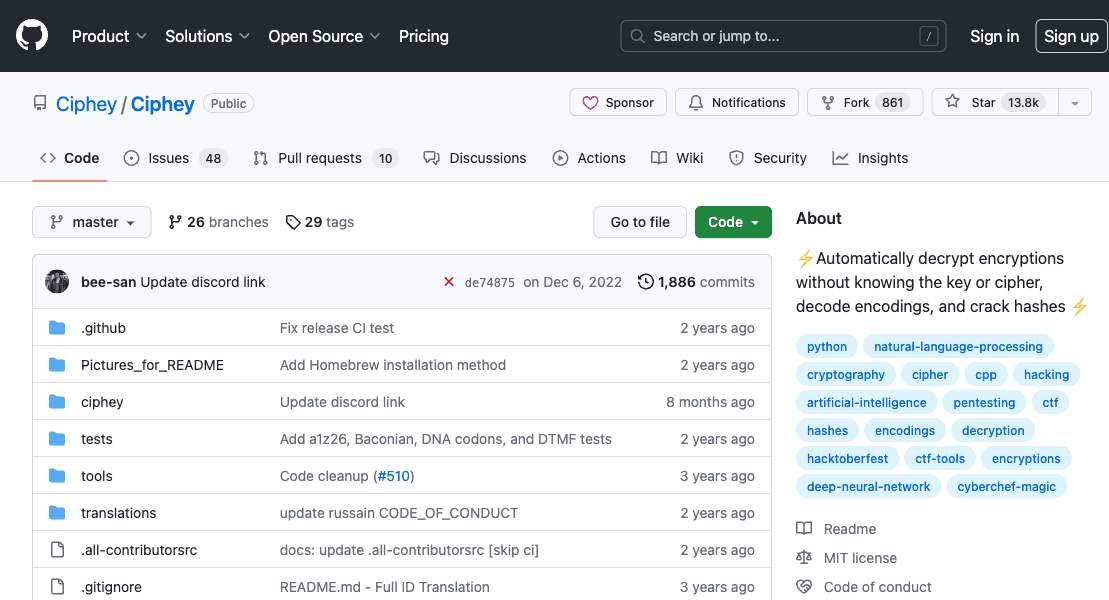 Product Solutions Open Source Pricing Search or jump to... / Sign in Sign up
Ciphey / Ciphey Public Sponsor Notifications Fork 861 Star 13.8k
Code Issues 48 Pull requests 10 Discussions Actions Wiki Security Insights
master 26 branches 29 tags Go to file Code
bee-san Update discord link de74875 on Dec 6, 2022 1,886 commits
.github Fix release CI test 2 years ago
Pictures_for_README Add Homebrew installation method 2 years ago
ciphey Update discord link 8 months ago
tests Add a1z26, Baconian, DNA codons, and DTMF tests 2 years ago
tools Code cleanup (#510) 3 years ago
translations update russain CODE_OF_CONDUCT 2 years ago
.all-contributorsrc docs: update .all-contributorsrc [skip ci] 2 years ago
.gitignore README.md - Full ID Translation 3 years ago
About
⚡Automatically decrypt encryptions
without knowing the key or cipher,
decode encodings, and crack hashes ⚡
python natural-language-processing
cryptography cipher cpp hacking
artificial-intelligence pentesting ctf
hashes encodings decryption
hacktoberfest ctf-tools encryptions
deep-neural-network cyberchef-magic
Readme
MIT license
Code of conduct